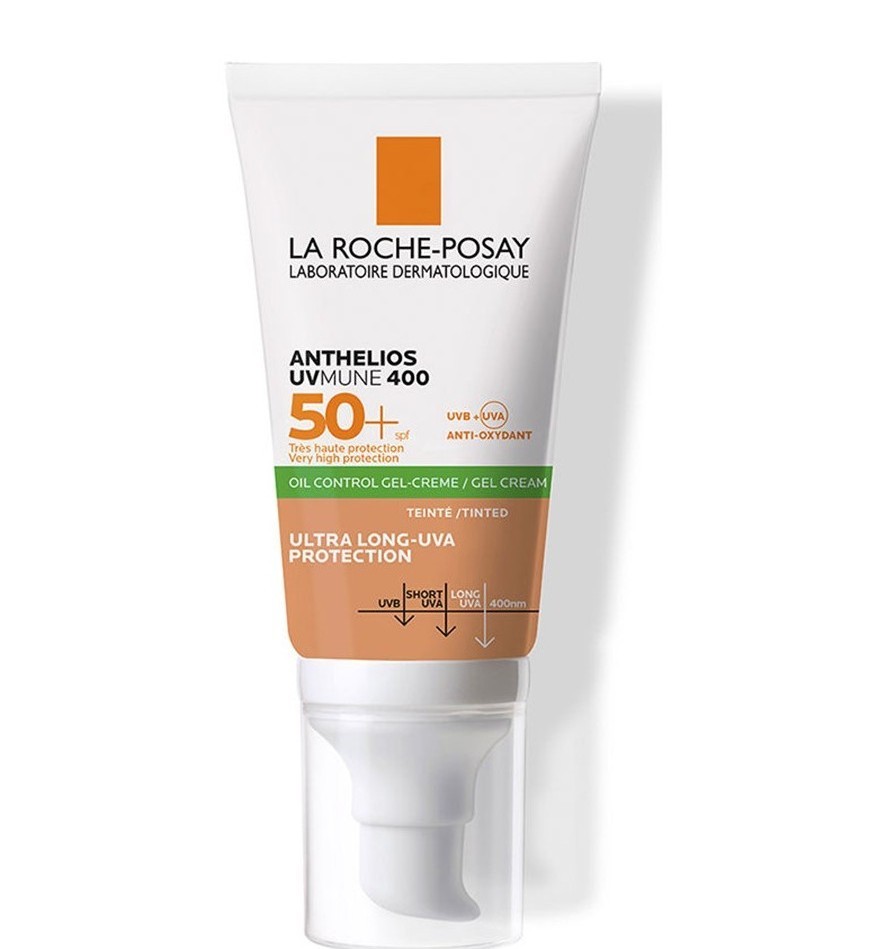 LA ROCHE-POSAY
LABORATOIRE DERMATOLOGIQUE
ANTHELIOS
UVMUNE 400
50+ spf
Très haute protection
Very high protection
UVB + UVA
ANTI-OXYDANT
OIL CONTROL GEL-CREME / GEL CREAM
TEINTÉ /TINTED
ULTRA LONG-UVA
PROTECTION
UVB SHORT UVA LONG UVA 400nm